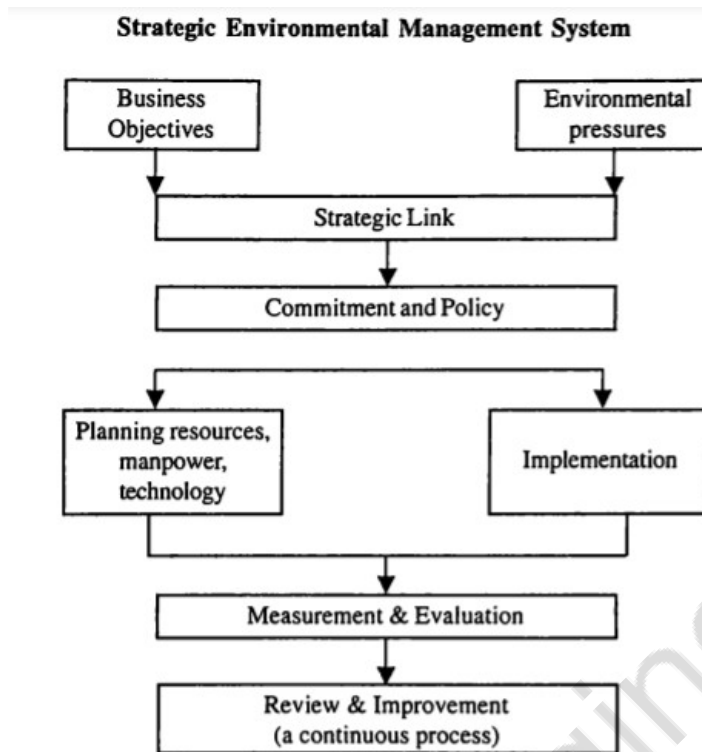 Strategic Environmental Management System
Business
Objectives
Environmental
pressures
Strategic Link
Commitment and Policy
Planning resources,
manpower,
technology
Implementation
Measurement & Evaluation
Review & Improvement
(a continuous process)